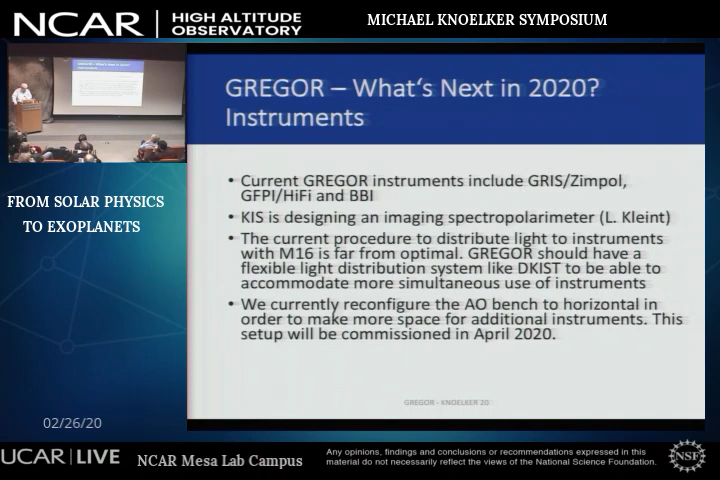 NCAR
HIGH ALTITUDE
OBSERVATORY
MICHAEL KNOELKER SYMPOSIUM
GREGOR – What's Next in 2020?
Instruments
FROM SOLAR PHYSICS
TO EXOPLANETS
• Current GREGOR instruments include GRIS/Zimpol,
GFPI/HiFi and BBI
• KIS is designing an imaging spectropolarimeter (L. Kleint)
• The current procedure to distribute light to instruments
with M16 is far from optimal. GREGOR should have a
flexible light distribution system like DKIST to be able to
accommodate more simultaneous use of instruments
• We currently reconfigure the AO bench to horizontal in
order to make more space for additional instruments. This
setup will be commissioned in April 2020.
GREGOR - KNOELKER 20
02/26/20
UCAR | LIVE
NCAR Mesa Lab Campus
Any opinions, findings and conclusions or recommendations expressed in this
material do not necessarily reflect the views of the National Science Foundation.
NSF